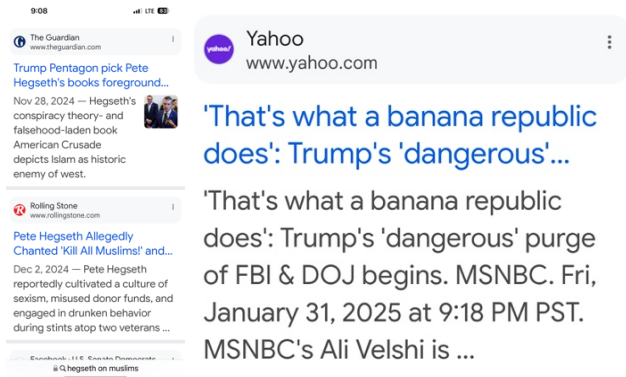 9:08
LTE 83
The Guardian
www.theguardian.com
Trump Pentagon pick Pete
Hegseth's books foreground...
Nov 28, 2024 — Hegseth's
conspiracy theory- and
falsehood-laden book
American Crusade
depicts Islam as historic
enemy of west.
Rolling Stone
www.rollingstone.com
Pete Hegseth Allegedly
Chanted 'Kill All Muslims!' and...
Dec 2, 2024 — Pete Hegseth
reportedly cultivated a culture of
sexism, misused donor funds, and
engaged in drunken behavior
during stints atop two veterans ...
Facebook · U.S. Senate Democrats
hegseth on muslims
yahoo!
Yahoo
www.yahoo.com
'That's what a banana republic
does': Trump's 'dangerous'...
'That's what a banana republic
does': Trump's 'dangerous' purge
of FBI & DOJ begins. MSNBC. Fri,
January 31, 2025 at 9:18 PM PST.
MSNBC's Ali Velshi is ...